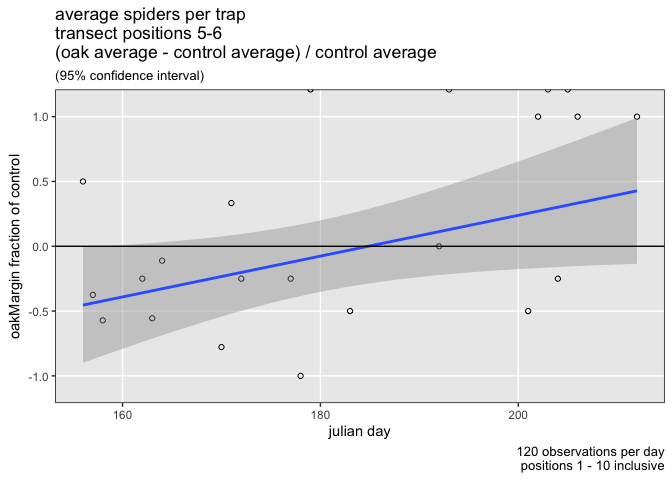 average spiders per trap
transect positions 5-6
(oak average - control average) / control average
(95% confidence interval)
1.0
0.5
0.0
-0.5
-1.0
oakMargin fraction of control
160
180
200
julian day
120 observations per day
positions 1 - 10 inclusive